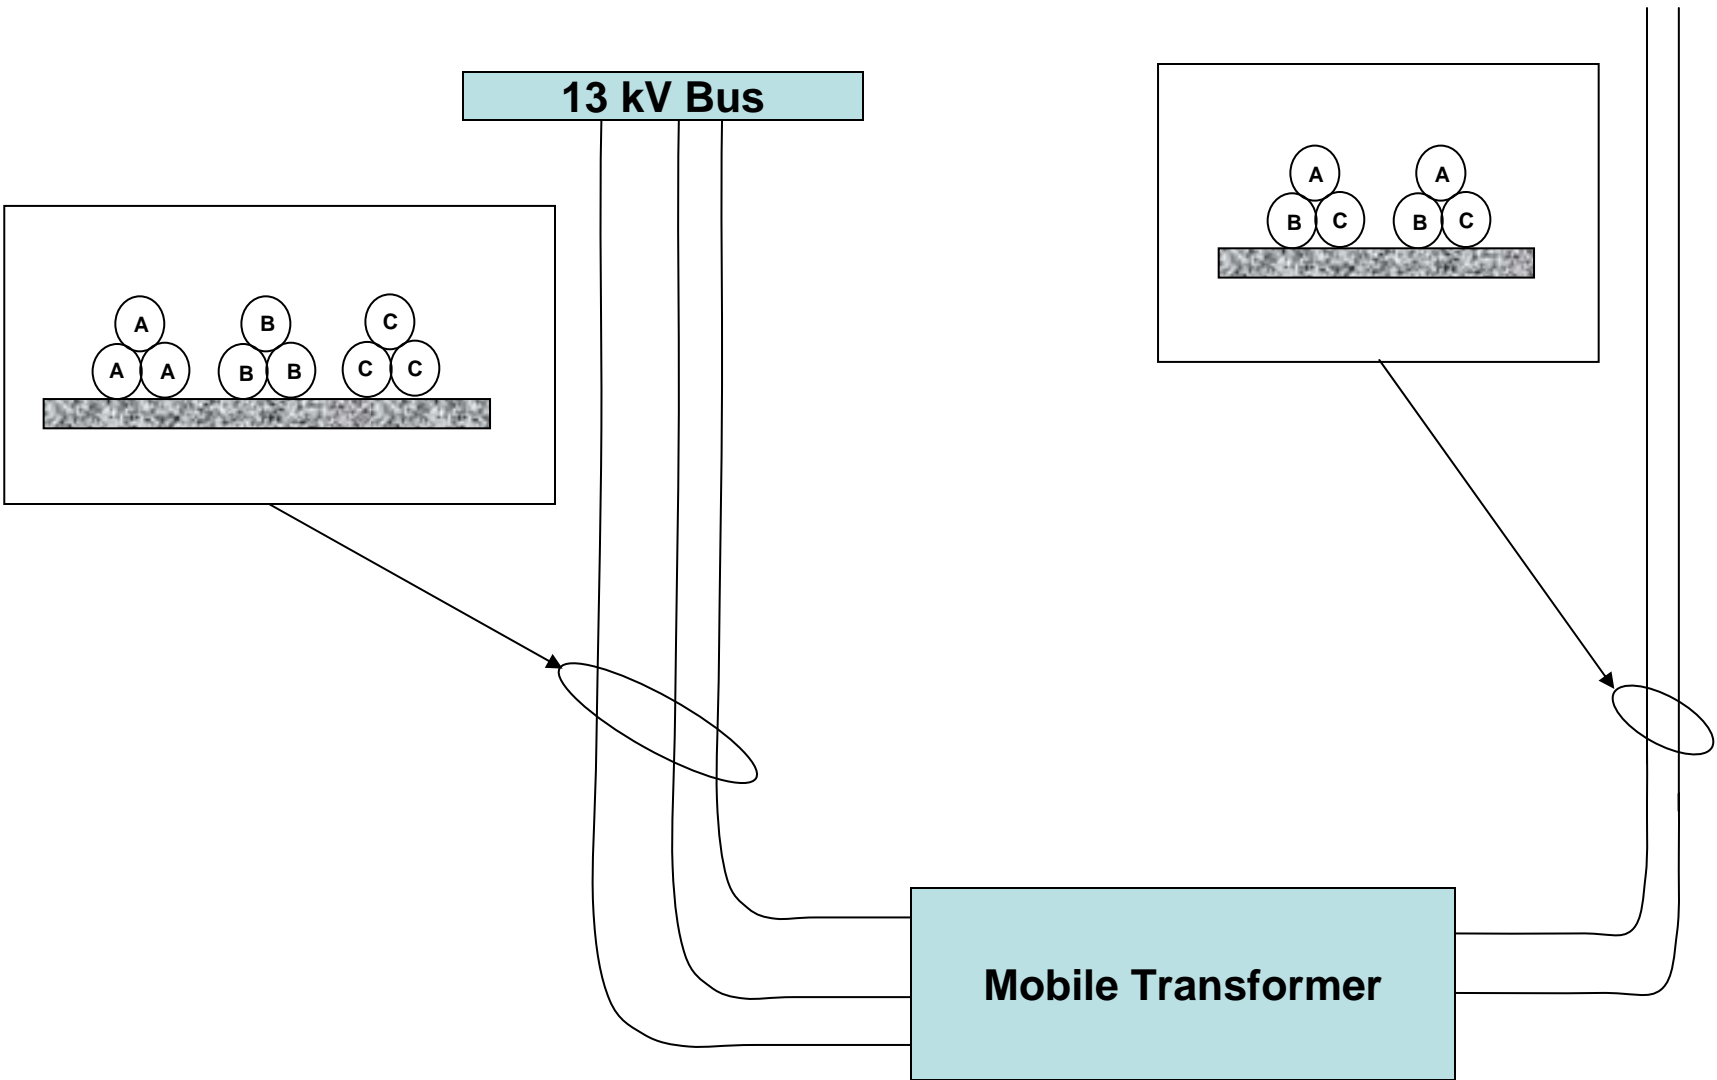 13 kV Bus
A
A
B C
B C
A
B
C
A A
B B
C C
Mobile Transformer